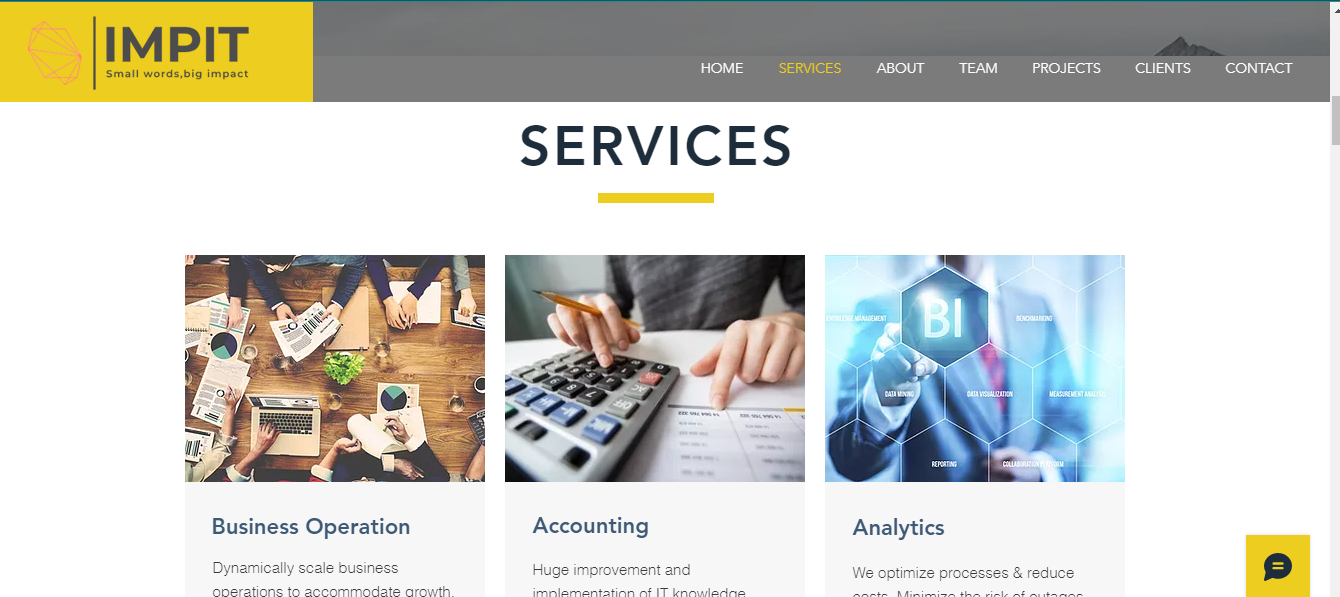 IMPIT
Small words,big impact
HOME SERVICES ABOUT TEAM PROJECTS CLIENTS CONTACT
SERVICES
BI
KNOWLEDGE MANAGEMENT
BENCHMARKING
DATA MINING
DATA VISUALIZATION
MEASUREMENT ANALYSIS
REPORTING
COLLABORATION PLATFORM
Business Operation
Dynamically scale business
operations to accommodate growth.
Accounting
Huge improvement and
implementation of IT knowledge
Analytics
We optimize processes & reduce
costs. Minimize the risk of outages